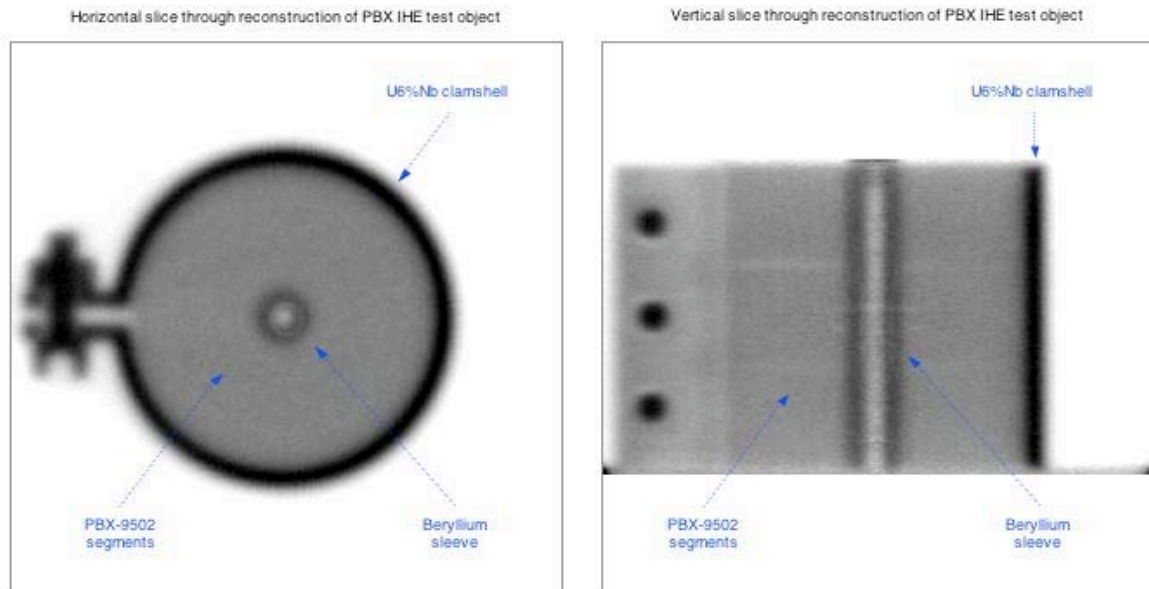 Horizontal slice through reconstruction of PBX IHE test object
Vertical slice through reconstruction of PBX IHE test object
U6%Nb clamshell
U6%Nb clamshell
PBX-9502
segments
Beryllium
sleeve
PBX-9502
segments
Beryllium
sleeve